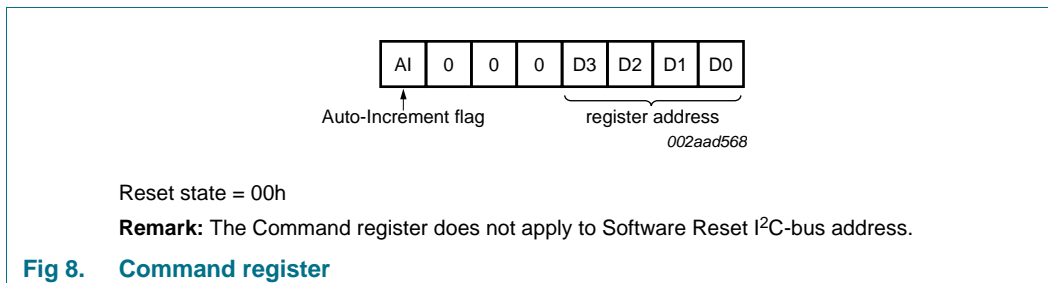 AI 0 0 0 D3 D2 D1 D0
Auto-Increment flag register address
002aad568
Reset state = 00h
Remark: The Command register does not apply to Software Reset I2C-bus address.
Fig 8. Command register